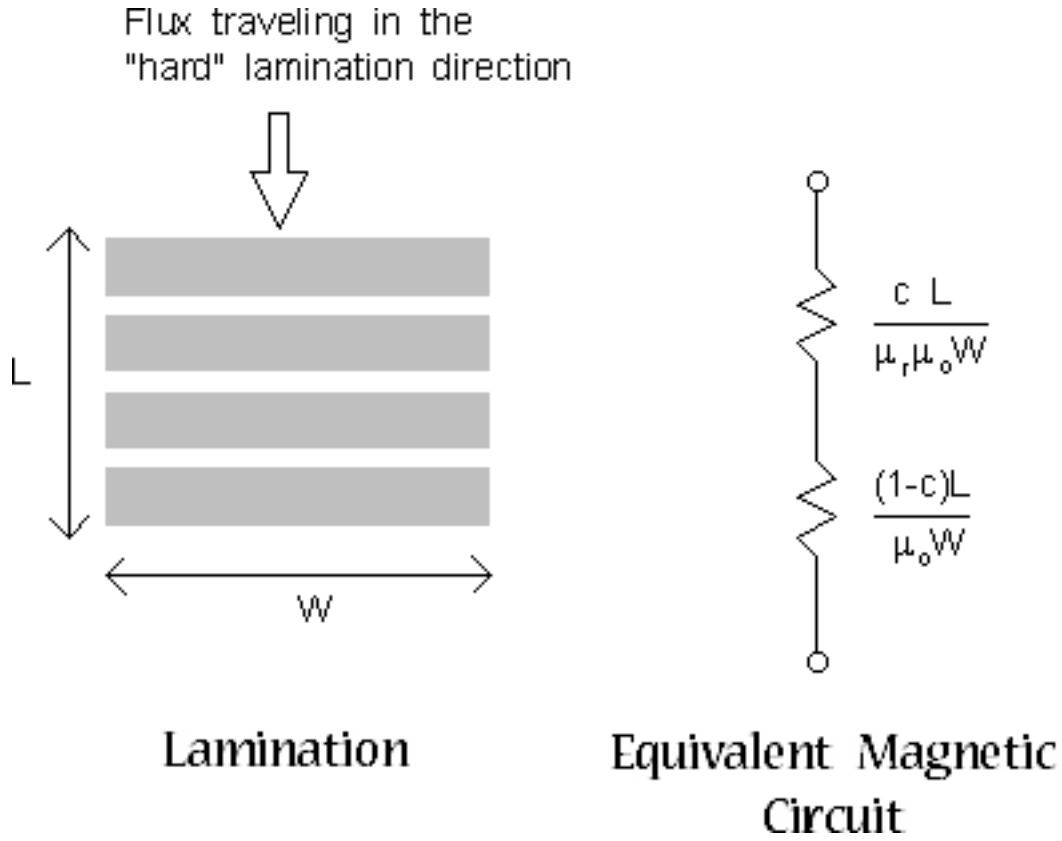 Flux traveling in the
"hard" lamination direction
L
W
c L
μrμoW
(1-c)L
μoW
Lamination
Equivalent Magnetic
Circuit